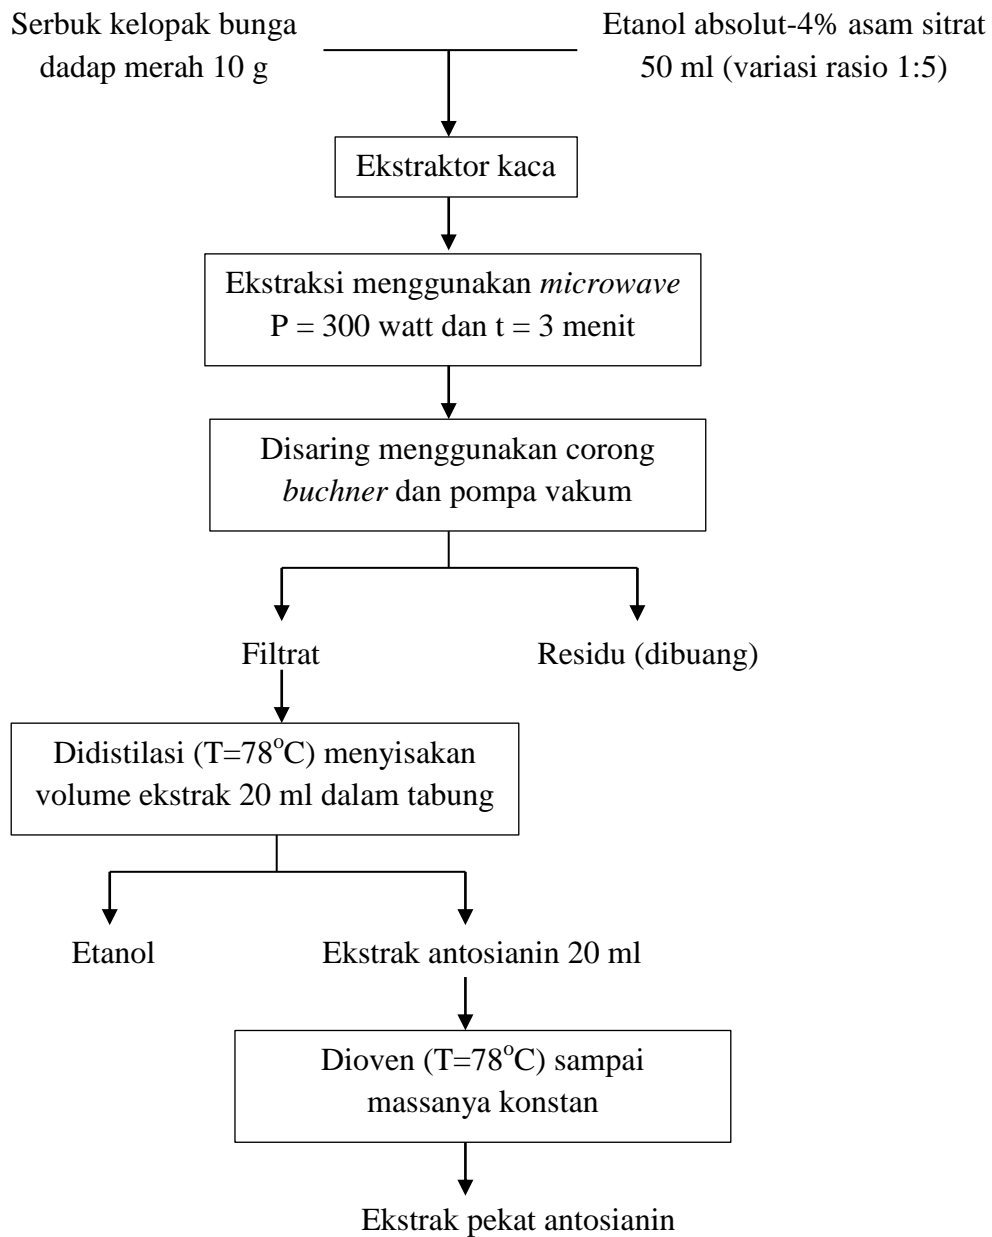 Serbuk kelopak bunga
dadap merah 10 g
Etanol absolut-4% asam sitrat
50 ml (variasi rasio 1:5)
Ekstraktor kaca
Ekstraksi menggunakan microwave
P = 300 watt dan t = 3 menit
Disaring menggunakan corong
buchner dan pompa vakum
Filtrat
Residu (dibuang)
Didistilasi (T=78°C) menyisakan
volume ekstrak 20 ml dalam tabung
Etanol
Ekstrak antosianin 20 ml
Dioven (T=78°C) sampai
massanya konstan
Ekstrak pekat antosianin